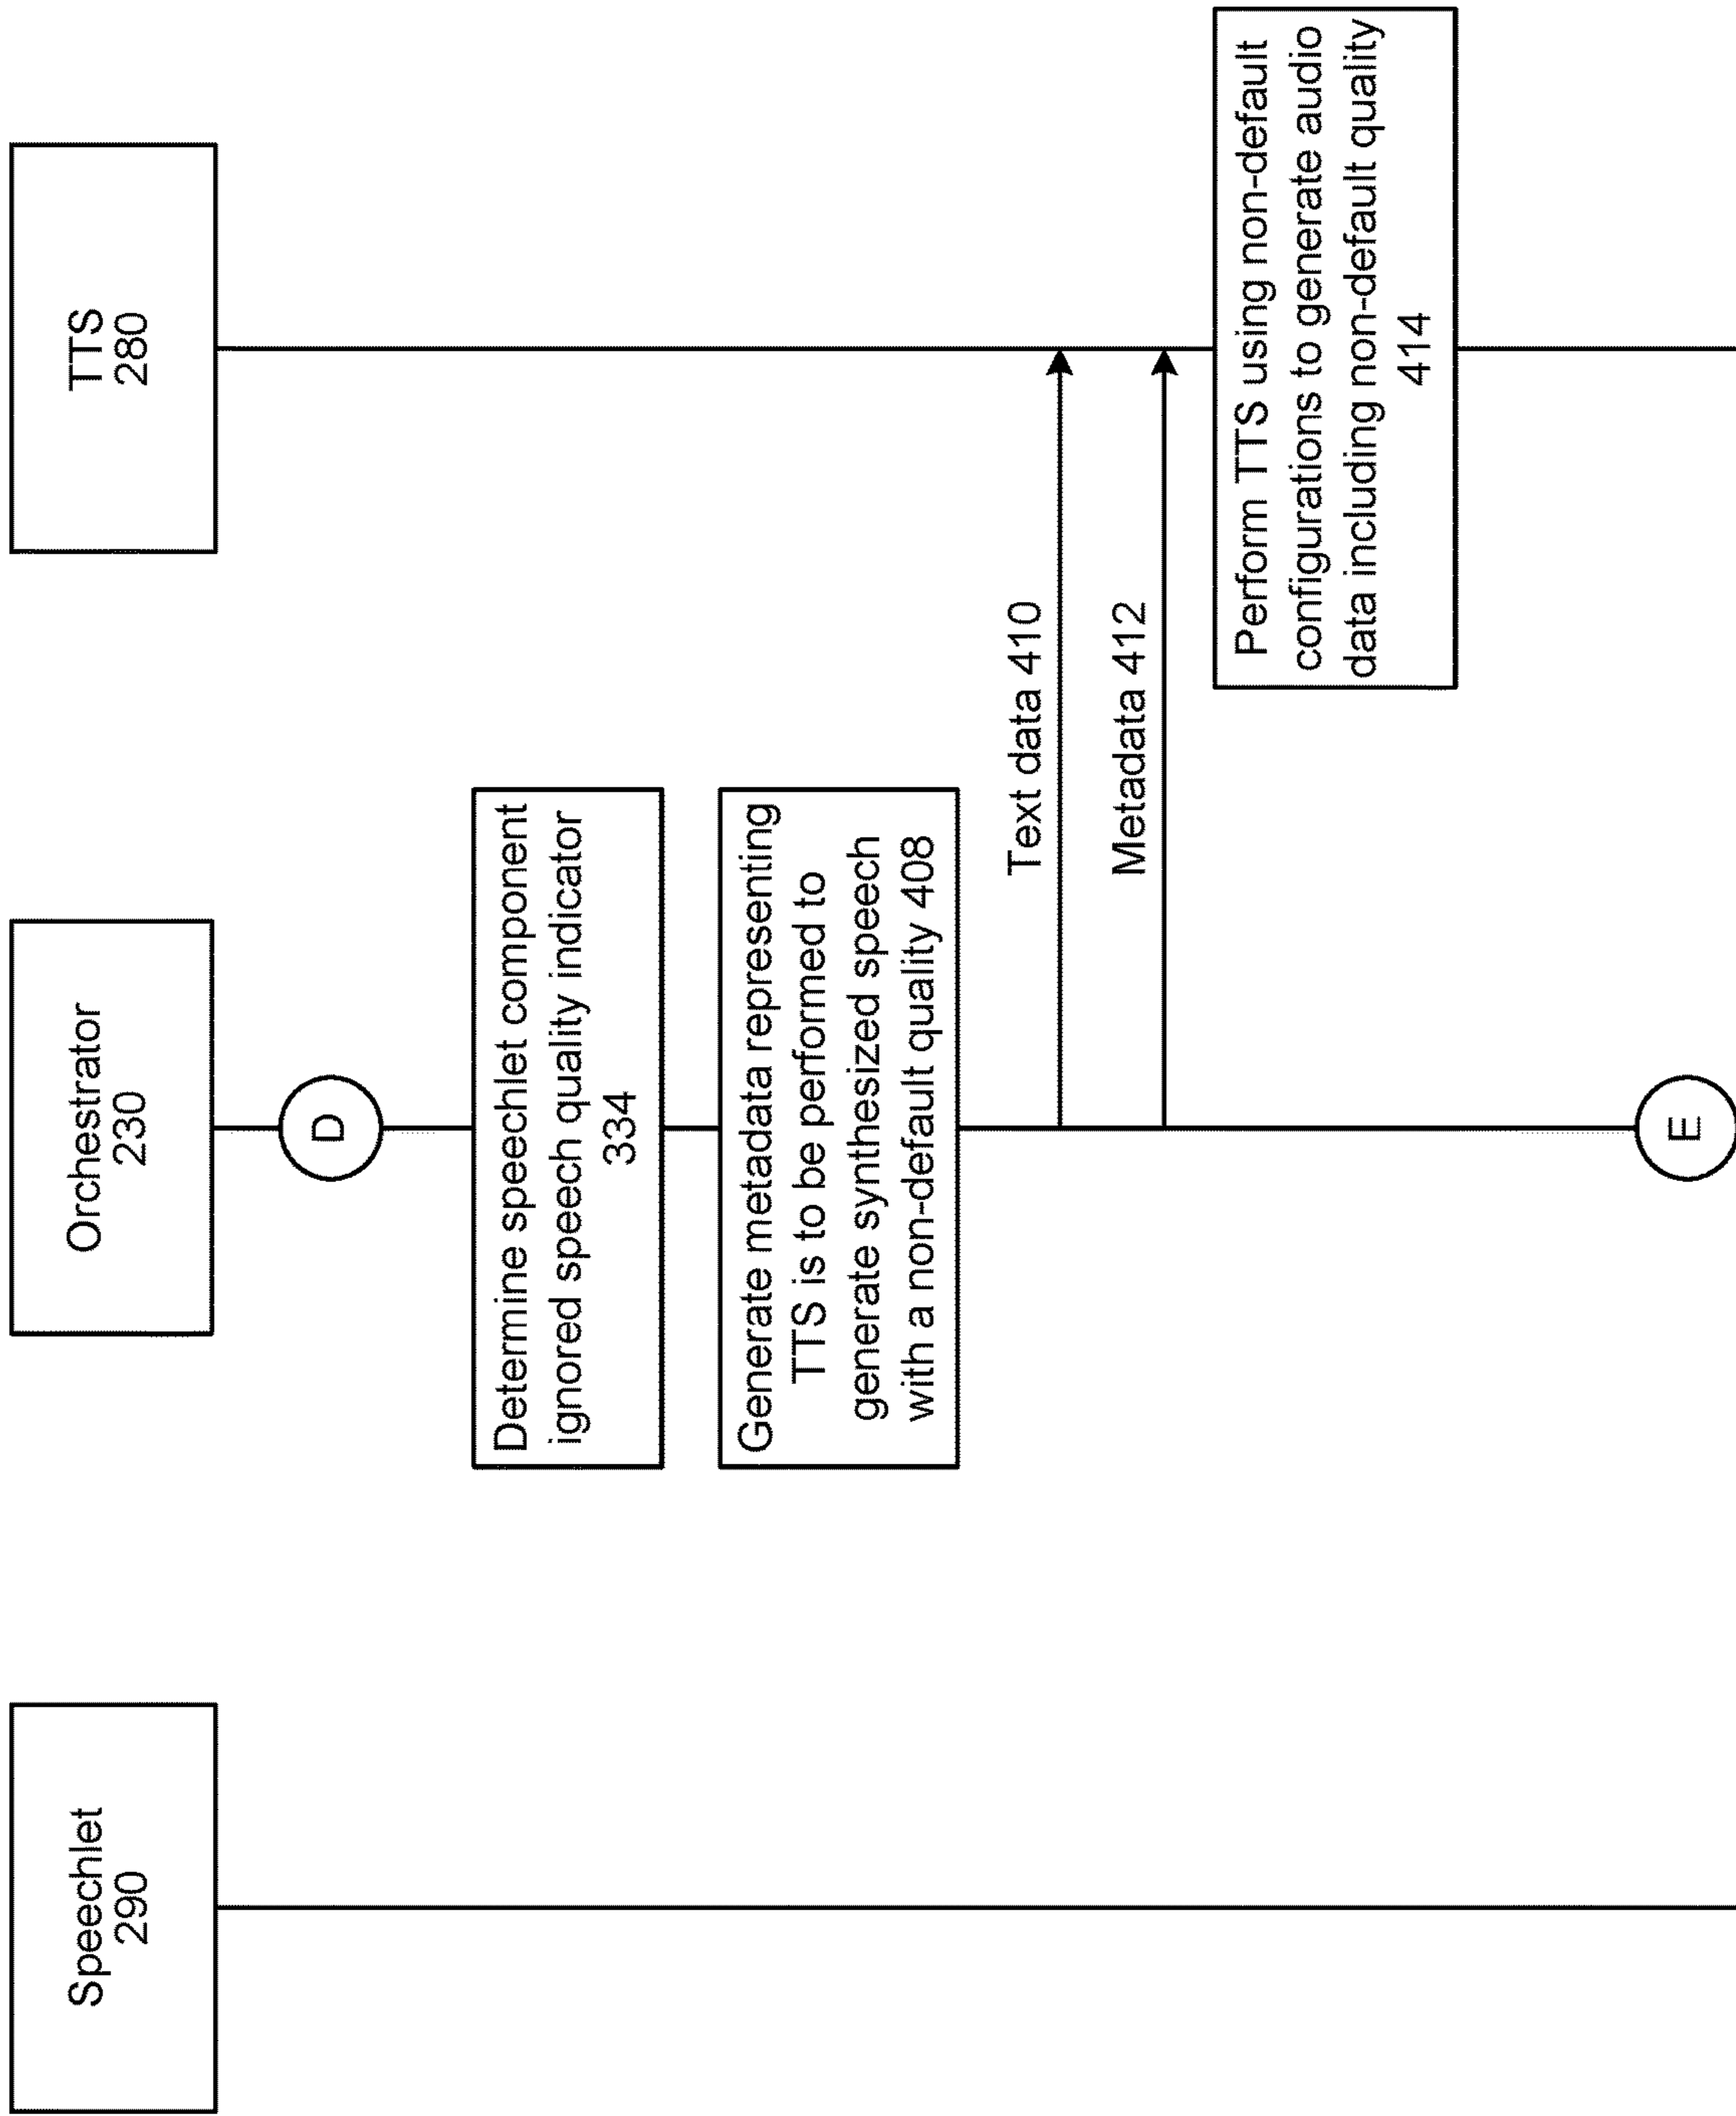 Speechlet
290
Orchestrator
230
TTS
280
D
Determine speechlet component
ignored speech quality indicator
334
Generate metadata representing
TTS is to be performed to
generate synthesized speech
with a non-default quality 408
Text data 410
Metadata 412
Perform TTS using non-default
configurations to generate audio
data including non-default quality
414
E